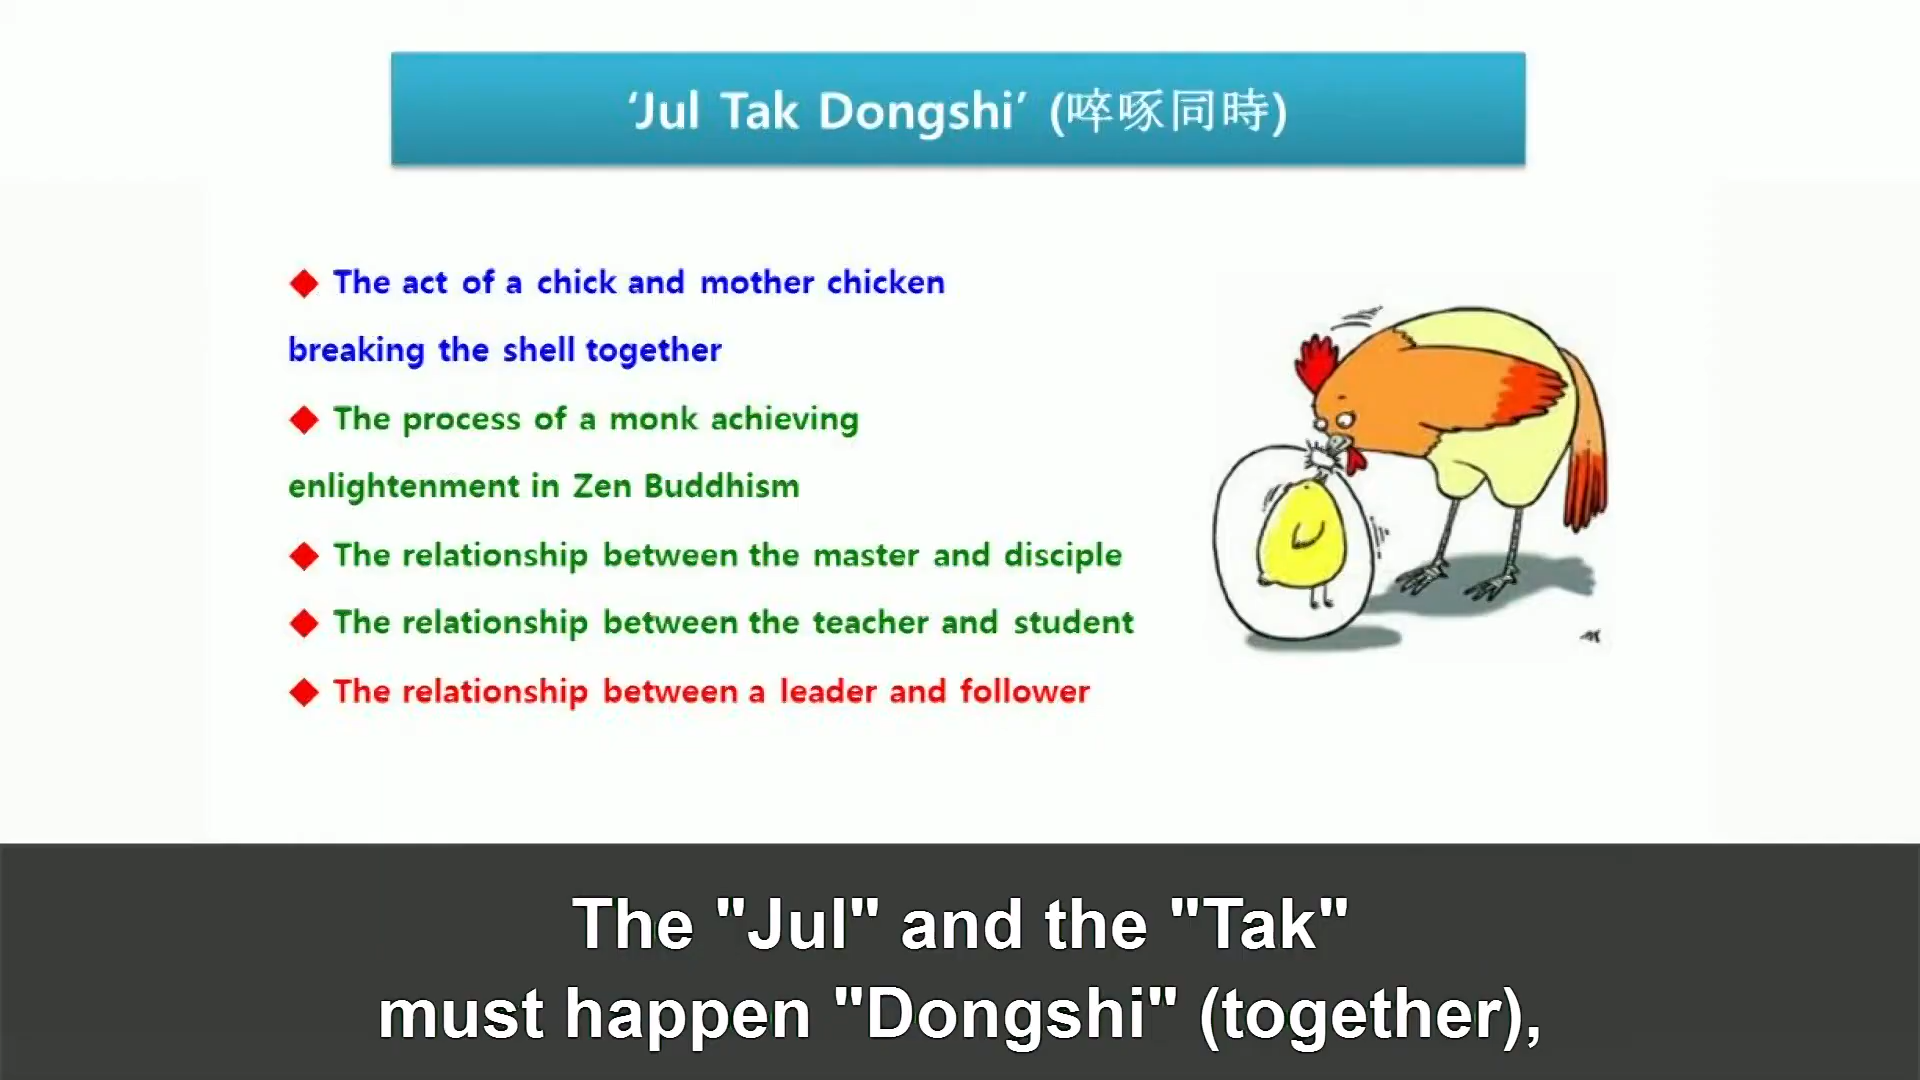 ‘Jul Tak Dongshi’ (啐啄同時)
The act of a chick and mother chicken
breaking the shell together
The process of a monk achieving
enlightenment in Zen Buddhism
The relationship between the master and disciple
The relationship between the teacher and student
The relationship between a leader and follower
The "Jul" and the "Tak"
must happen "Dongshi" (together),